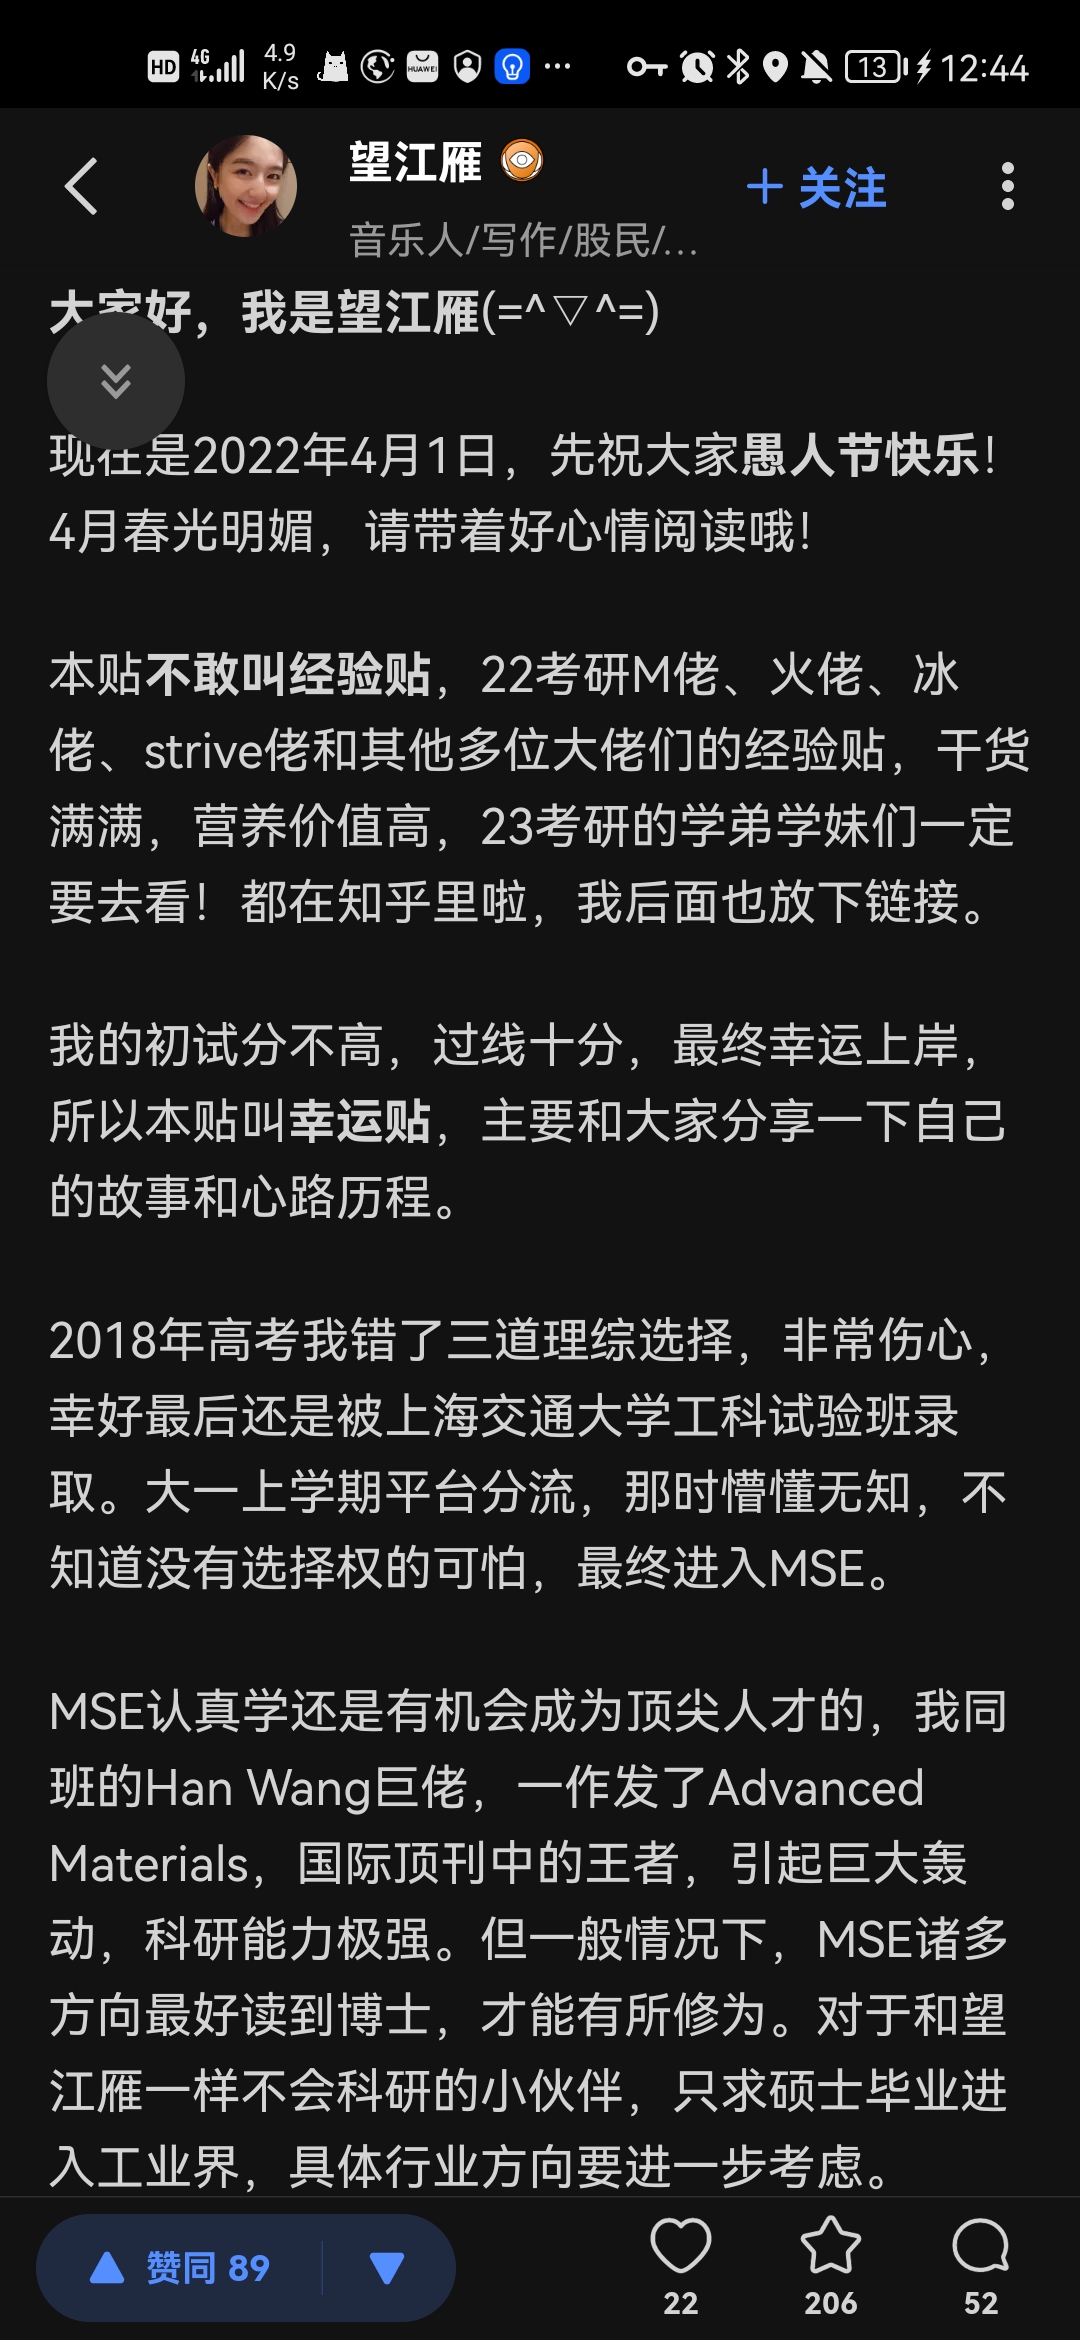 HD 4G 4.9 K/s HUAWEI 13 12:44
望江雁
+ 关注
音乐人/写作/股民/...
大家好，我是望江雁(=^▽^=)
现在是2022年4月1日，先祝大家愚人节快乐！
4月春光明媚，请带着好心情阅读哦！
本贴不敢叫经验贴，22考研M佬、火佬、冰
佬、strive佬和其他多位大佬们的经验贴，干货
满满，营养价值高，23考研的学弟学妹们一定
要去看！都在知乎里啦，我后面也放下链接。
我的初试分不高，过线十分，最终幸运上岸，
所以本贴叫幸运贴，主要和大家分享一下自己
的故事和心路历程。
2018年高考我错了三道理综选择，非常伤心，
幸好最后还是被上海交通大学工科试验班录
取。大一上学期平台分流，那时懵懂无知，不
知道没有选择权的可怕，最终进入MSE。
MSE认真学还是有机会成为顶尖人才的，我同
班的Han Wang巨佬，一作发了Advanced
Materials，国际顶刊中的王者，引起巨大轰
动，科研能力极强。但一般情况下，MSE诸多
方向最好读到博士，才能有所修为。对于和望
江雁一样不会科研的小伙伴，只求硕士毕业进
入工业界，具体行业方向要进一步考虑。
赞同 89
22
206
52